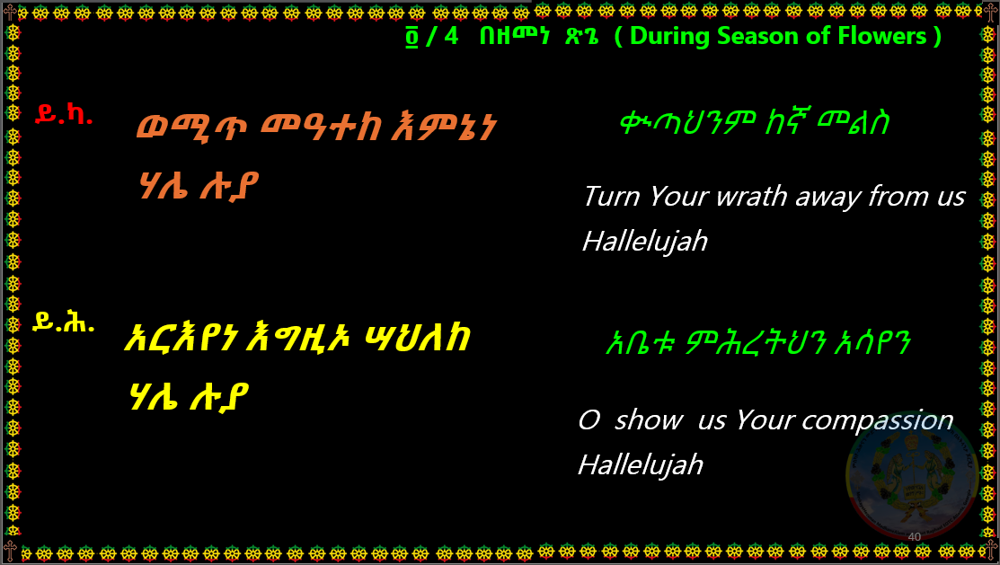 ፬ / 4 በዘመነ ጽጌ ( During Season of Flowers )
ይ.ካ.
ወሚጥ መዓተከ እምኔነ
ሃሌ ሉያ
ቍጣህንም ከኛ መልስ
Turn Your wrath away from us
Hallelujah
ይ.ሕ.
አርእየነ እግዚኦ ሣህለከ
ሃሌ ሉያ
አቤቱ ምሕረትህን አሳየን
O show us Your compassion
Hallelujah
40